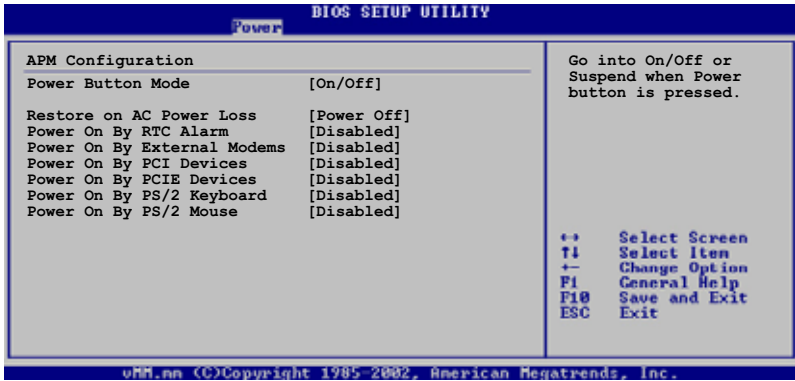 BIOS SETUP UTILITY
Power
APM Configuration
Power Button Mode [On/Off]
Restore on AC Power Loss [Power Off]
Power On By RTC Alarm [Disabled]
Power On By External Modems [Disabled]
Power On By PCI Devices [Disabled]
Power On By PCIE Devices [Disabled]
Power On By PS/2 Keyboard [Disabled]
Power On By PS/2 Mouse [Disabled]
Go into On/Off or
Suspend when Power
button is pressed.
↔ Select Screen
↑↓ Select Item
+- Change Option
F1 General Help
F10 Save and Exit
ESC Exit
vMM.mm (C)Copyright 1985-2002, American Megatrends, Inc.